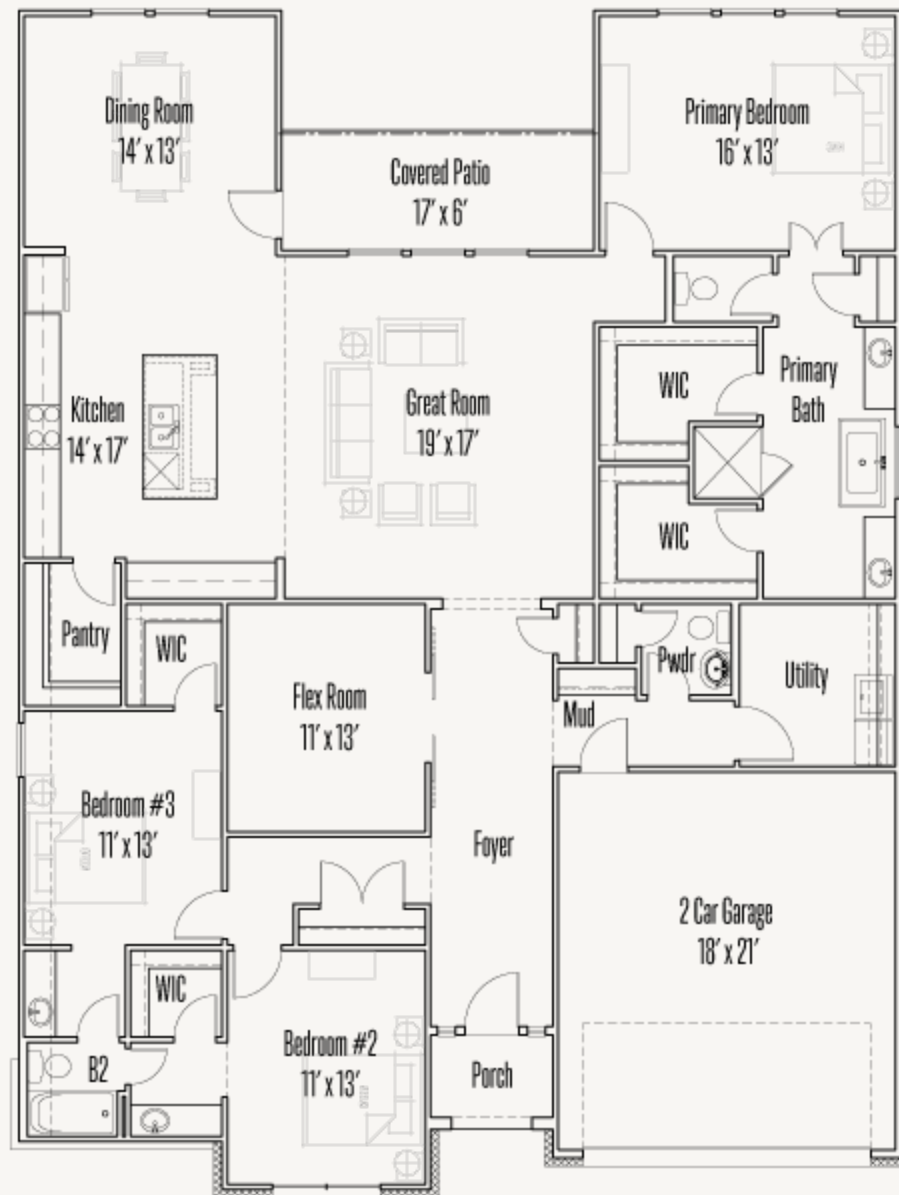 Dining Room
14' x 13'
Primary Bedroom
16' x 13'
Covered Patio
17' x 6'
Kitchen
14' x 17'
Great Room
19' x 17'
WIC
Primary
Bath
WIC
Pantry
WIC
Flex Room
11' x 13'
Pwdr
Utility
Mud
Bedroom #3
11' x 13'
Foyer
2 Car Garage
18' x 21'
WIC
Bedroom #2
11' x 13'
B2
Porch